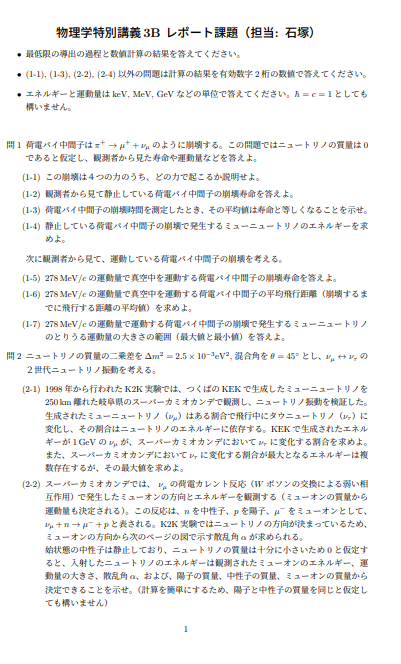 物理学特別講義 3B レポート課題（担当: 石塚）
• 最低限の導出の過程と数値計算の結果を答えてください。
• (1-1), (1-3), (2-2), (2-4) 以外の問題は計算の結果を有効数字 2 桁の数値で答えてください。
• エネルギーと運動量は keV, MeV, GeV などの単位で答えてください。ħ = c = 1 としても
構いません。
問 1 荷電パイ中間子は π⁺ → μ⁺ + νμ のように崩壊する。この問題ではニュートリノの質量は 0
であると仮定し、観測者から見た寿命や運動量などを答えよ。
(1-1) この崩壊は４つの力のうち、どの力で起こるか説明せよ。
(1-2) 観測者から見て静止している荷電パイ中間子の崩壊寿命を答えよ。
(1-3) 荷電パイ中間子の崩壊時間を測定したとき、その平均値は寿命と等しくなることを示せ。
(1-4) 静止している荷電パイ中間子の崩壊で発生するミューニュートリノのエネルギーを求
めよ。
次に観測者から見て、運動している荷電パイ中間子の崩壊を考える。
(1-5) 278 MeV/c の運動量で真空中を運動する荷電パイ中間子の崩壊寿命を答えよ。
(1-6) 278 MeV/c の運動量で真空中を運動する荷電パイ中間子の平均飛行距離（崩壊するま
でに飛行する距離の平均値）を求めよ。
(1-7) 278 MeV/c の運動量で運動する荷電パイ中間子の崩壊で発生するミューニュートリノ
のとりうる運動量の大きさの範囲（最大値と最小値）を答えよ。
問 2 ニュートリノの質量の二乗差を Δm² = 2.5 × 10⁻³eV², 混合角を θ = 45° とし、νμ ↔ ντ の
２世代ニュートリノ振動を考える。
(2-1) 1998 年から行われた K2K 実験では、つくばの KEK で生成したミューニュートリノを
250 km 離れた岐阜県のスーパーカミオカンデで観測し、ニュートリノ振動を検証した。
生成されたミューニュートリノ（νμ）はある割合で飛行中にタウニュートリノ（ντ）に
変化し、その割合はニュートリノのエネルギーに依存する。KEK で生成されたエネル
ギーが 1 GeV の νμ が、スーパーカミオカンデにおいて ντ に変化する割合を求めよ。
また、スーパーカミオカンデにおいて ντ に変化する割合が最大となるエネルギーは複
数存在するが、その最大値を求めよ。
(2-2) スーパーカミオカンデでは、 νμ の荷電カレント反応（W ボソンの交換による弱い相
互作用）で発生したミューオンの方向とエネルギーを観測する（ミューオンの質量から
運動量も決定される）。この反応は、n を中性子、p を陽子、μ⁻ をミューオンとして、
νμ + n → μ⁻ + p と表される。K2K 実験ではニュートリノの方向が決まっているため、
ミューオンの方向から次のページの図で示す散乱角 α が求められる。
始状態の中性子は静止しており、ニュートリノの質量は十分に小さいため 0 と仮定す
ると、入射したニュートリノのエネルギーは観測されたミューオンのエネルギー、運
動量の大きさ、散乱角 α、および、陽子の質量、中性子の質量、ミューオンの質量から
決定できることを示せ。（計算を簡単にするため、陽子と中性子の質量を同じと仮定し
ても構いません）
1